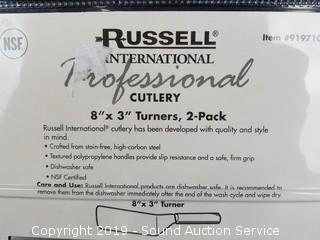 NSF
RUSSELL®
INTERNATIONAL
Item #919710
Professional
CUTLERY
8"x 3" Turners, 2-Pack
Russell International® cutlery has been developed with quality and style
in mind.
• Crafted from stain-free, high-carbon steel
• Textured polypropylene handles provide slip resistance and a safe, firm grip
• Dishwasher safe
• NSF Certified
Care and Use: Russell International products are dishwasher safe. It is recommended to
remove them from the dishwasher immediately after the end of the wash cycle and wipe dry.
8"x 3" Turner
Copyright 2019 - Sound Auction Service